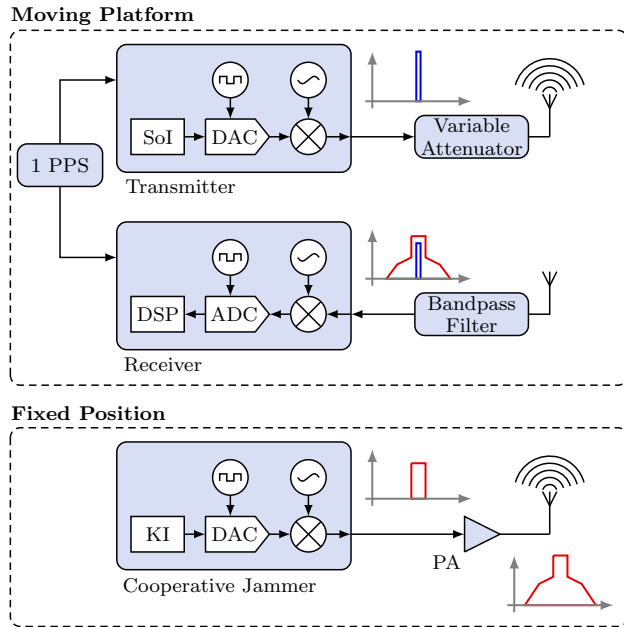 Moving Platform
SoI
DAC
Variable
Attenuator
1 PPS
Transmitter
DSP
ADC
Bandpass
Filter
Receiver
Fixed Position
KI
DAC
PA
Cooperative Jammer